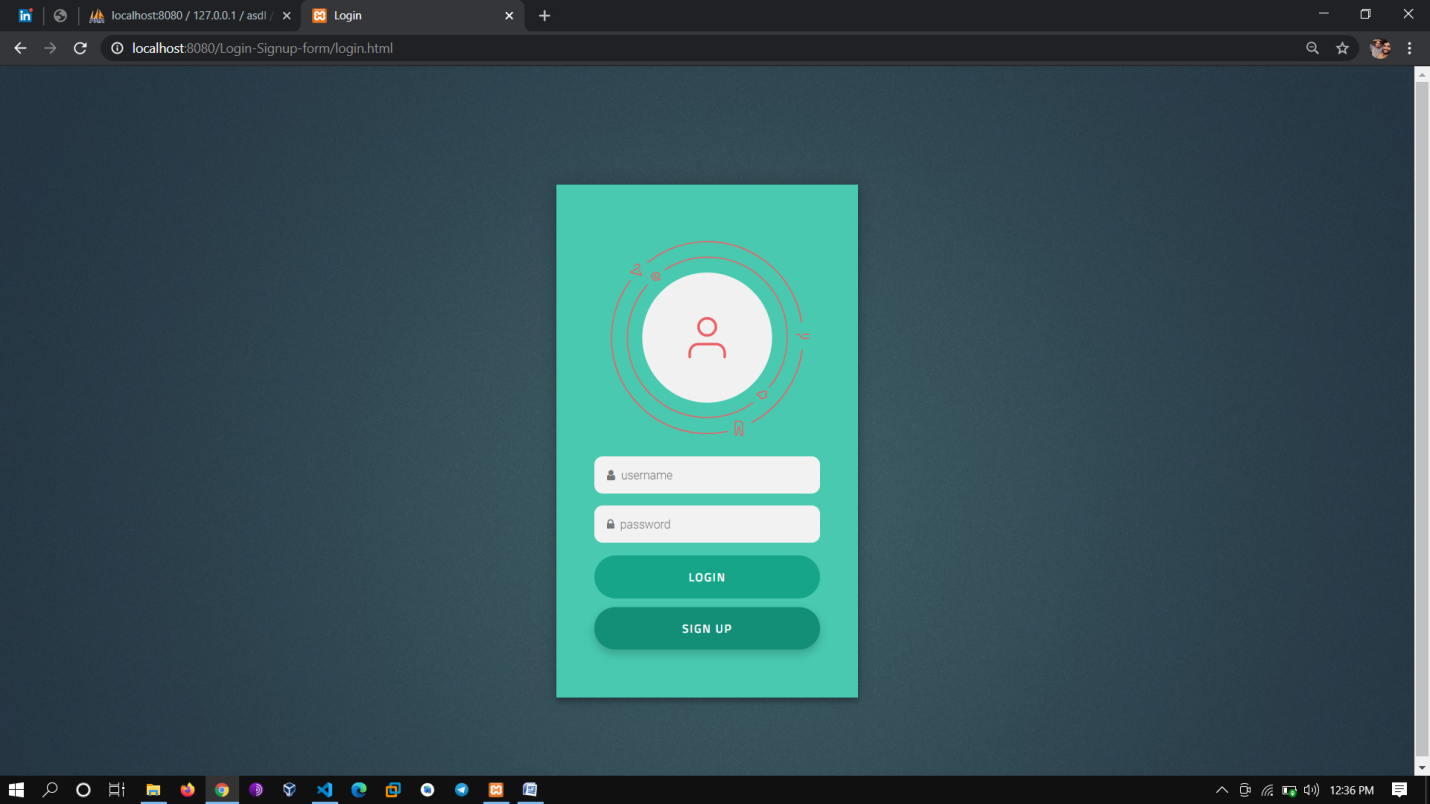 in
localhost:8080 / 127.0.0.1 / asdl
Login
localhost:8080/Login-Signup-form/login.html
username
password
LOGIN
SIGN UP
12:36 PM